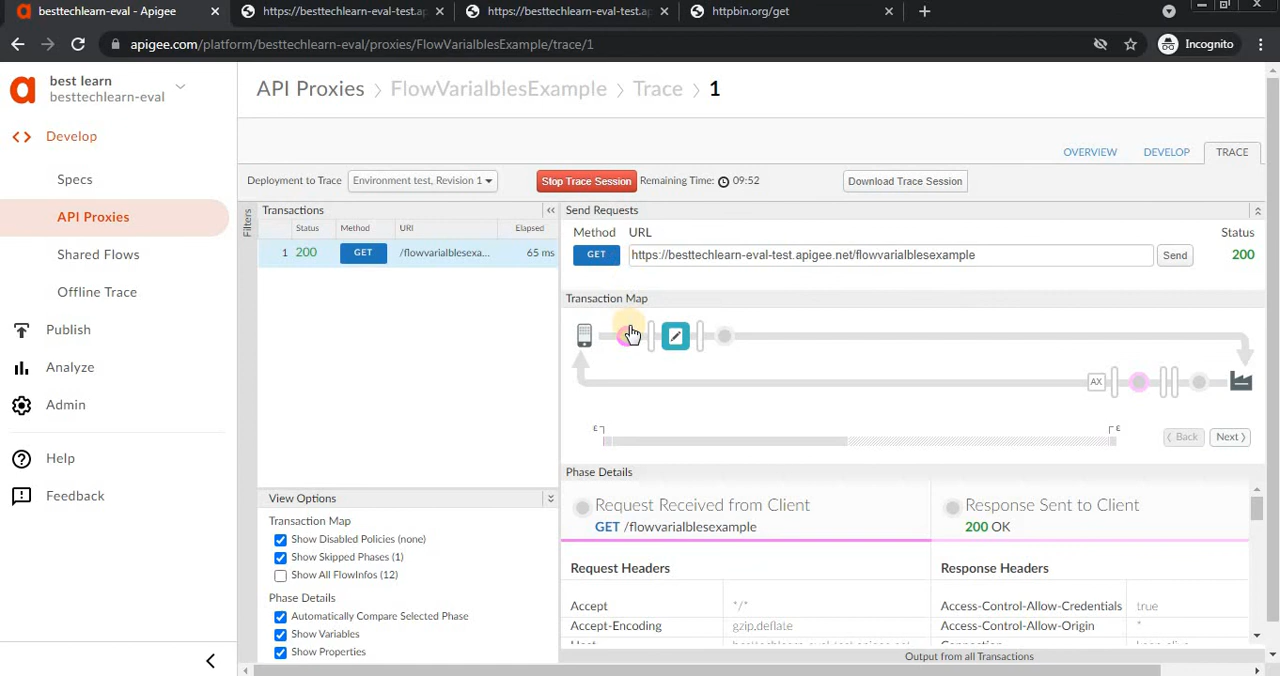 best techlearn-eval - Apigee
https://besttechlearn-eval-test.ap
https://besttechlearn-eval-test.ap
httpbin.org/get
apigee.com/platform/besttechlearn-eval/proxies/FlowVarialblesExample/trace/1
Incognito
best learn
besttechlearn-eval
Develop
Specs
API Proxies
Shared Flows
Offline Trace
Publish
Analyze
Admin
Help
Feedback
API Proxies > FlowVarialblesExample > Trace > 1
OVERVIEW DEVELOP TRACE
Deployment to Trace Environment test, Revision 1 Stop Trace Session Remaining Time: 09:52 Download Trace Session
Filters
Transactions
Status Method URI Elapsed
1 200 GET /flowvarialblesexa... 65 ms
View Options
Transaction Map
Show Disabled Policies (none)
Show Skipped Phases (1)
Show All FlowInfos (12)
Phase Details
Automatically Compare Selected Phase
Show Variables
Show Properties
Send Requests
Method URL Status
GET https://besttechlearn-eval-test.apigee.net/flowvarialblesexample Send 200
Transaction Map
AX
ε ε
Back Next
Phase Details
Request Received from Client
GET /flowvarialblesexample
Response Sent to Client
200 OK
Request Headers
Accept */*
Accept-Encoding gzip,deflate
Response Headers
Access-Control-Allow-Credentials true
Access-Control-Allow-Origin *
Output from all Transactions